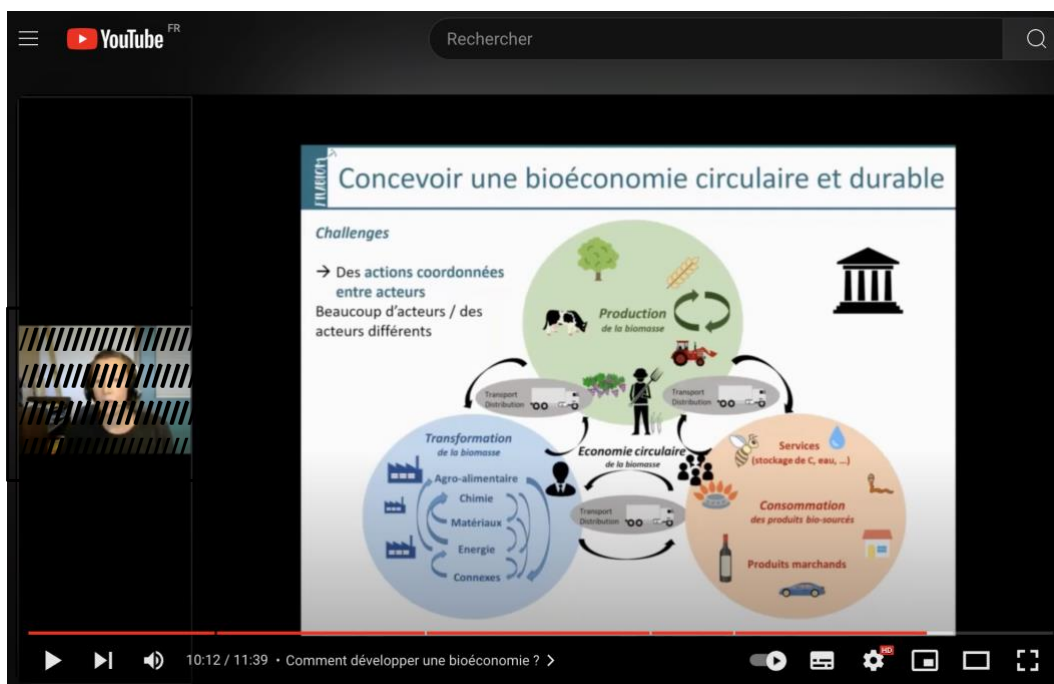 YouTube FR
Rechercher
Concevoir une bioéconomie circulaire et durable
Challenges
→ Des actions coordonnées
entre acteurs
Beaucoup d'acteurs / des
acteurs différents
Production
de la biomasse
Transport
Distribution
Transport
Distribution
Transformation
de la biomasse
Economie circulaire
de la biomasse
Services
(stockage de C, eau, ...)
Agro-alimentaire
Chimie
Matériaux
Energie
Connexes
Transport
Distribution
Consommation
des produits bio-sourcés
Produits marchands
10:12 / 11:39 • Comment développer une bioéconomie ? >
HD